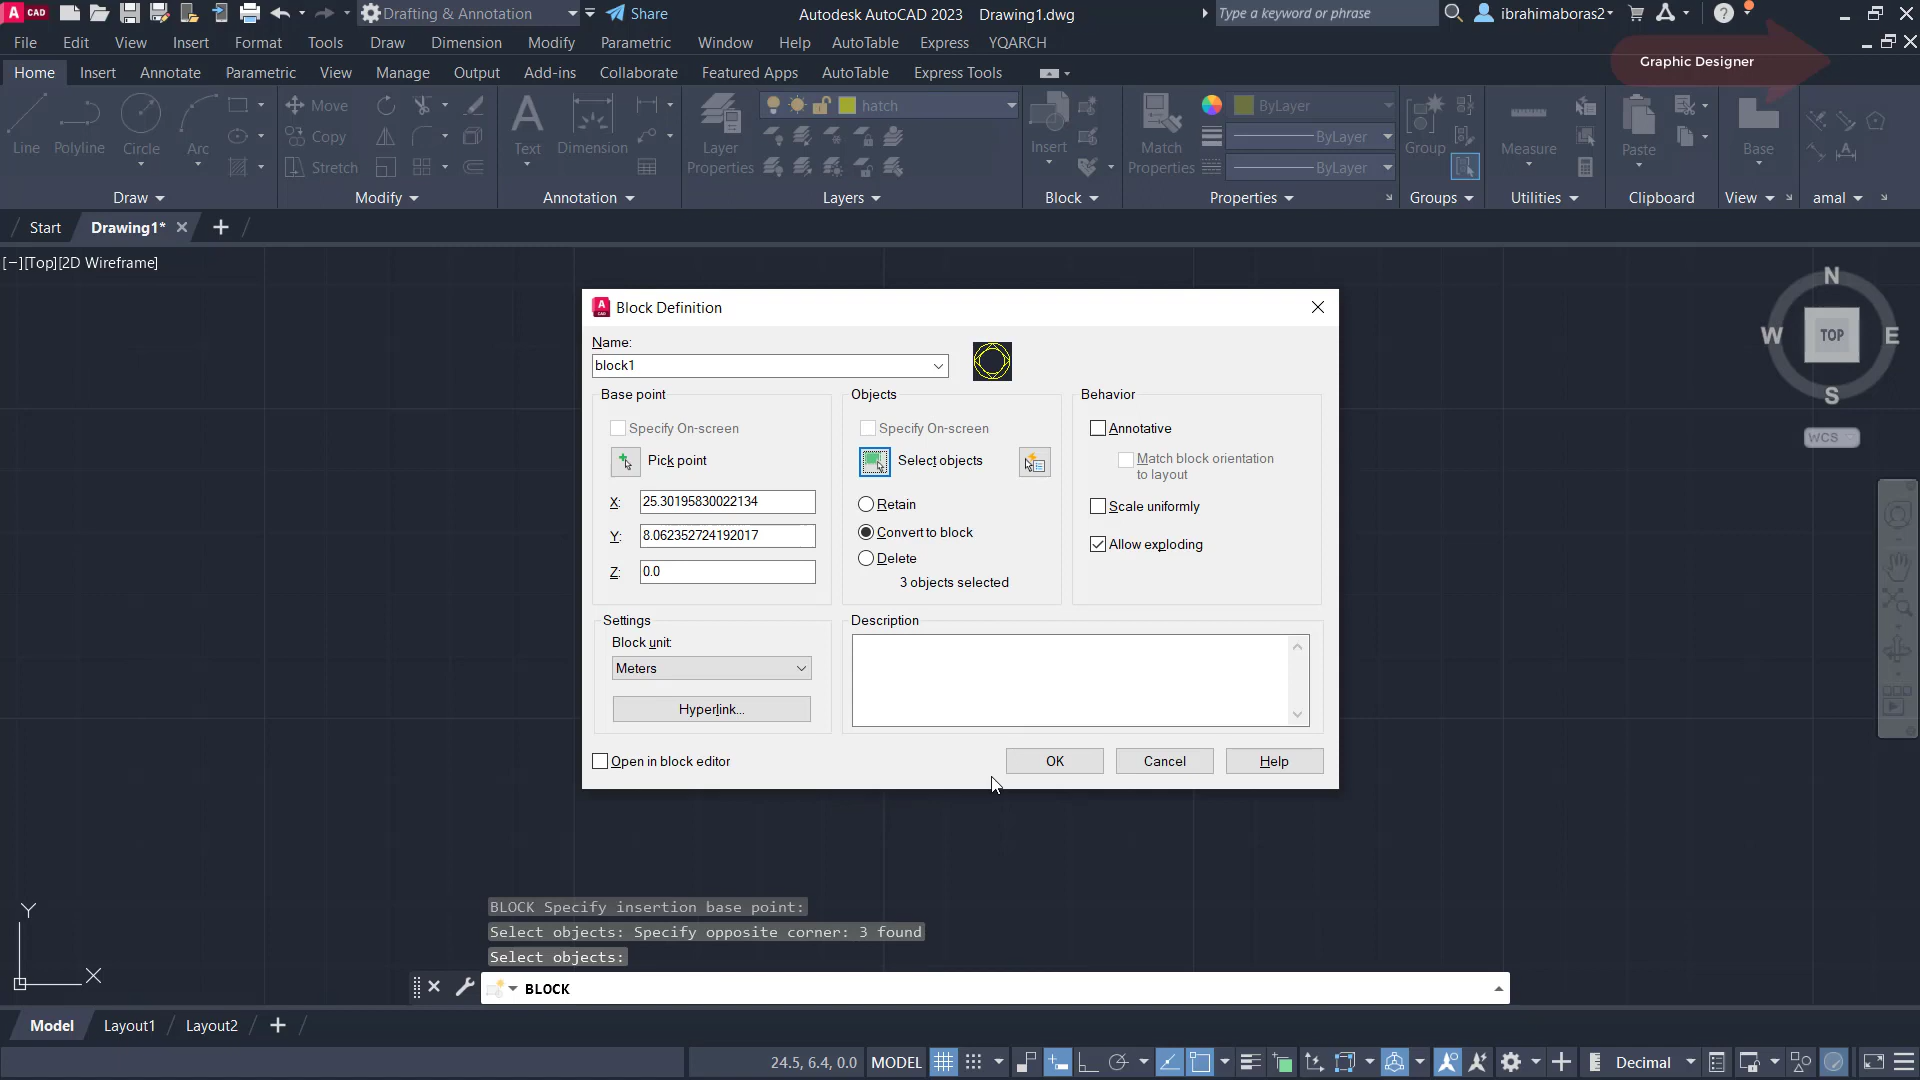 A CAD
Drafting & Annotation
Share
Autodesk AutoCAD 2023 Drawing1.dwg
Type a keyword or phrase
ibrahimaboras2
File Edit View Insert Format Tools Draw Dimension Modify Parametric Window Help AutoTable Express YQARCH
Graphic Designer
Home Insert Annotate Parametric View Manage Output Add-ins Collaborate Featured Apps AutoTable Express Tools
Line Polyline Circle Arc
Move
Copy
Stretch
Text Dimension
Layer
Properties
hatch
Insert
Match
Properties
ByLayer
ByLayer
ByLayer
Group
Measure
Paste
Base
Draw Modify Annotation Layers Block Properties Groups Utilities Clipboard View amal
Start Drawing1*
[−][Top][2D Wireframe]
N
W TOP E
S
WCS
Block Definition
Name:
block1
Base point
Specify On-screen
Pick point
X: 25.30195830022134
Y: 8.062352724192017
Z: 0.0
Objects
Specify On-screen
Select objects
Retain
Convert to block
Delete
3 objects selected
Behavior
Annotative
Match block orientation
to layout
Scale uniformly
Allow exploding
Settings
Block unit:
Meters
Hyperlink...
Description
Open in block editor
OK Cancel Help
BLOCK Specify insertion base point:
Select objects: Specify opposite corner: 3 found
Select objects:
BLOCK
Y
X
Model Layout1 Layout2
24.5, 6.4, 0.0 MODEL
Decimal